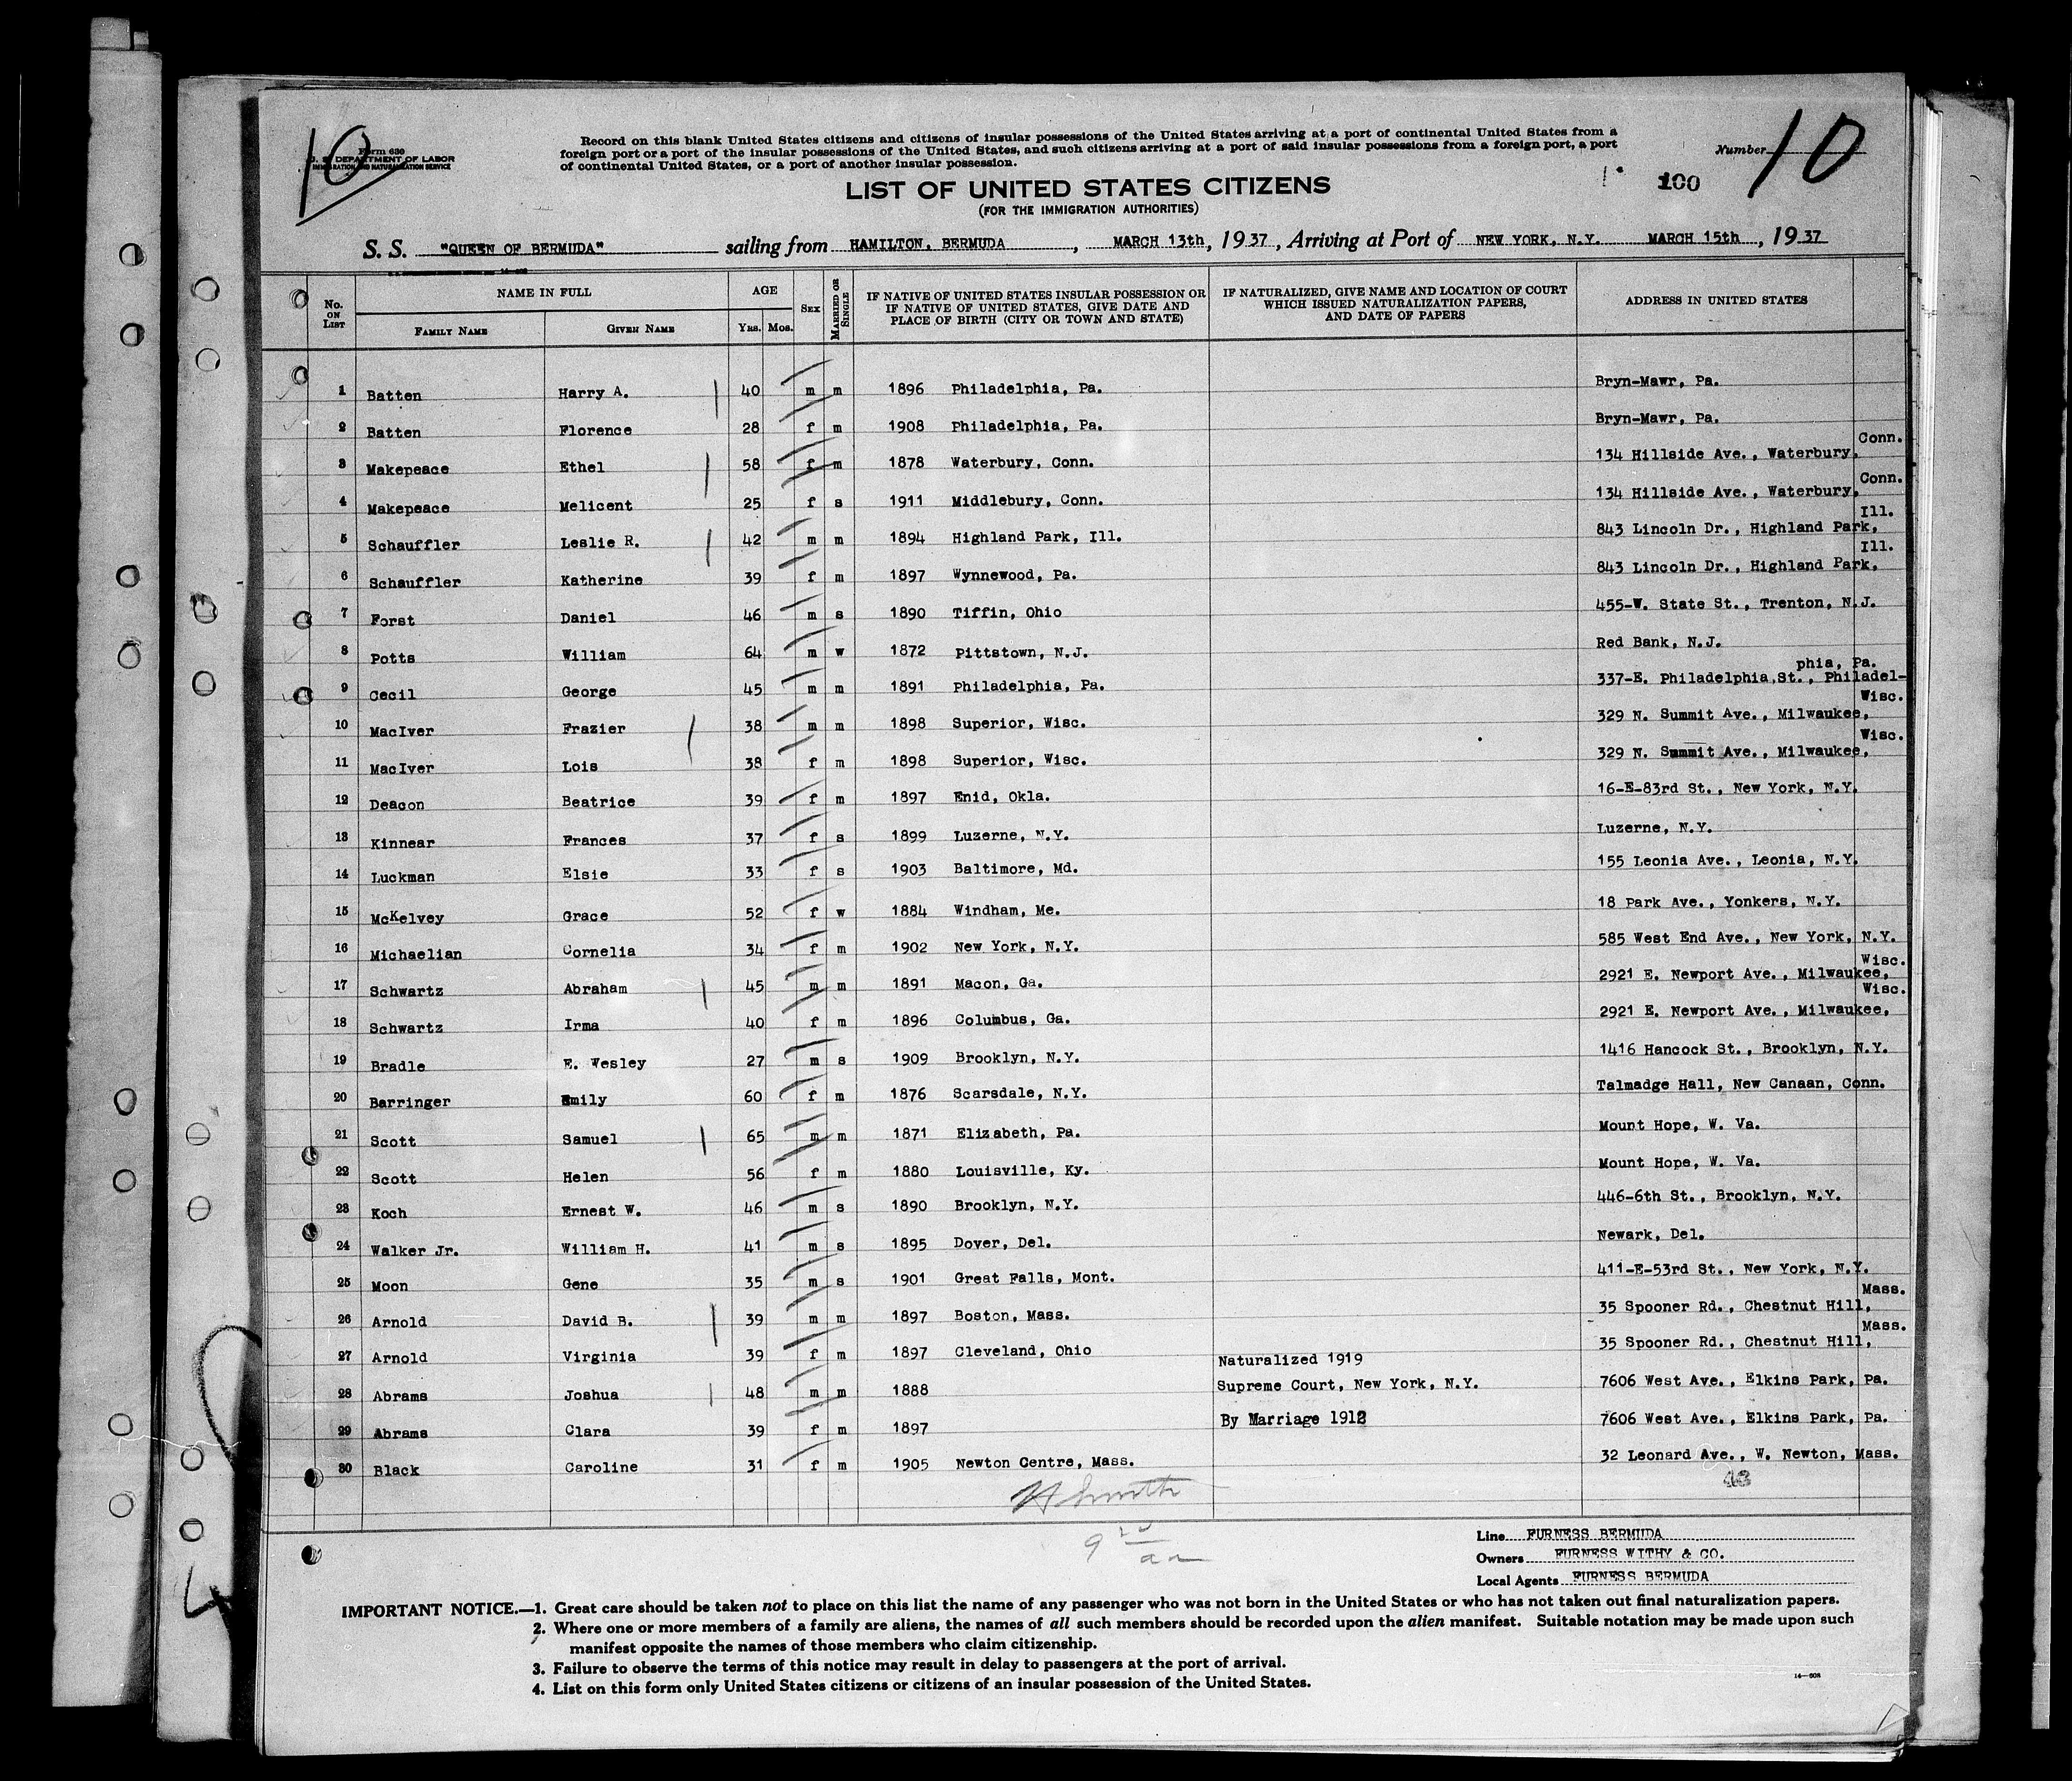 10
Form 630
U. S. DEPARTMENT OF LABOR
IMMIGRATION AND NATURALIZATION SERVICE
Record on this blank United States citizens and citizens of insular possessions of the United States arriving at a port of continental United States from a
foreign port or a port of the insular possessions of the United States, and such citizens arriving at a port of said insular possessions from a foreign port, a port
of continental United States, or a port of another insular possession.
Number 10
100
LIST OF UNITED STATES CITIZENS
(FOR THE IMMIGRATION AUTHORITIES)
S. S. "QUEEN OF BERMUDA" sailing from HAMILTON, BERMUDA, MARCH 13th, 1937, Arriving at Port of NEW YORK, N.Y. MARCH 15th, 1937
No. ON LIST NAME IN FULL AGE SEX MARRIED OR SINGLE IF NATIVE OF UNITED STATES INSULAR POSSESSION OR IF NATIVE OF UNITED STATES, GIVE DATE AND PLACE OF BIRTH (CITY OR TOWN AND STATE) IF NATURALIZED, GIVE NAME AND LOCATION OF COURT WHICH ISSUED NATURALIZATION PAPERS, AND DATE OF PAPERS ADDRESS IN UNITED STATES
FAMILY NAME GIVEN NAME YRS. MOS.
1 Batten Harry A. 40 m m 1896 Philadelphia, Pa. Bryn-Mawr, Pa.
2 Batten Florence 28 f m 1908 Philadelphia, Pa. Bryn-Mawr, Pa.
3 Makepeace Ethel 58 f m 1878 Waterbury, Conn. 134 Hillside Ave., Waterbury, Conn.
4 Makepeace Melicent 25 f s 1911 Middlebury, Conn. 134 Hillside Ave., Waterbury, Conn.
5 Schauffler Leslie R. 42 m m 1894 Highland Park, Ill. 843 Lincoln Dr., Highland Park, Ill.
6 Schauffler Katherine 39 f m 1897 Wynnewood, Pa. 843 Lincoln Dr., Highland Park, Ill.
7 Forst Daniel 46 m s 1890 Tiffin, Ohio 455-W. State St., Trenton, N.J.
8 Potts William 64 m w 1872 Pittstown, N.J. Red Bank, N.J.
9 Cecil George 45 m m 1891 Philadelphia, Pa. 337-E. Philadelphia St., Philadel-phia, Pa.
10 MacIver Frazier 38 m m 1898 Superior, Wisc. 329 N. Summit Ave., Milwaukee, Wisc.
11 MacIver Lois 38 f m 1898 Superior, Wisc. 329 N. Summit Ave., Milwaukee, Wisc.
12 Deacon Beatrice 39 f m 1897 Enid, Okla. 16-E-83rd St., New York, N.Y.
13 Kinnear Frances 37 f s 1899 Luzerne, N.Y. Luzerne, N.Y.
14 Luckman Elsie 33 f s 1903 Baltimore, Md. 155 Leonia Ave., Leonia, N.Y.
15 McKelvey Grace 52 f w 1884 Windham, Me. 18 Park Ave., Yonkers, N.Y.
16 Michaelian Cornelia 34 f m 1902 New York, N.Y. 585 West End Ave., New York, N.Y.
17 Schwartz Abraham 45 m m 1891 Macon, Ga. 2921 E. Newport Ave., Milwaukee, Wisc.
18 Schwartz Irma 40 f m 1896 Columbus, Ga. 2921 E. Newport Ave., Milwaukee, Wisc.
19 Bradle E. Wesley 27 m s 1909 Brooklyn, N.Y. 1416 Hancock St., Brooklyn, N.Y.
20 Barringer Emily 60 f m 1876 Scarsdale, N.Y. Talmadge Hall, New Canaan, Conn.
21 Scott Samuel 65 m m 1871 Elizabeth, Pa. Mount Hope, W. Va.
22 Scott Helen 56 f m 1880 Louisville, Ky. Mount Hope, W. Va.
23 Koch Ernest W. 46 m s 1890 Brooklyn, N.Y. 446-6th St., Brooklyn, N.Y.
24 Walker Jr. William H. 41 m s 1895 Dover, Del. Newark, Del.
25 Moon Gene 35 m s 1901 Great Falls, Mont. 411-E-53rd St., New York, N.Y.
26 Arnold David B. 39 m m 1897 Boston, Mass. 35 Spooner Rd., Chestnut Hill, Mass.
27 Arnold Virginia 39 f m 1897 Cleveland, Ohio 35 Spooner Rd., Chestnut Hill, Mass.
28 Abrams Joshua 48 m m 1888 Naturalized 1919 Supreme Court, New York, N.Y. 7606 West Ave., Elkins Park, Pa.
29 Abrams Clara 39 f m 1897 By Marriage 1912 7606 West Ave., Elkins Park, Pa.
30 Black Caroline 31 f m 1905 Newton Centre, Mass. 32 Leonard Ave., W. Newton, Mass.
Line FURNESS BERMUDA
Owners FURNESS WITHY & CO.
Local Agents FURNESS BERMUDA
IMPORTANT NOTICE.—1. Great care should be taken not to place on this list the name of any passenger who was not born in the United States or who has not taken out final naturalization papers.
2. Where one or more members of a family are aliens, the names of all such members should be recorded upon the alien manifest. Suitable notation may be made upon such
manifest opposite the names of those members who claim citizenship.
3. Failure to observe the terms of this notice may result in delay to passengers at the port of arrival.
4. List on this form only United States citizens or citizens of an insular possession of the United States.
14—608